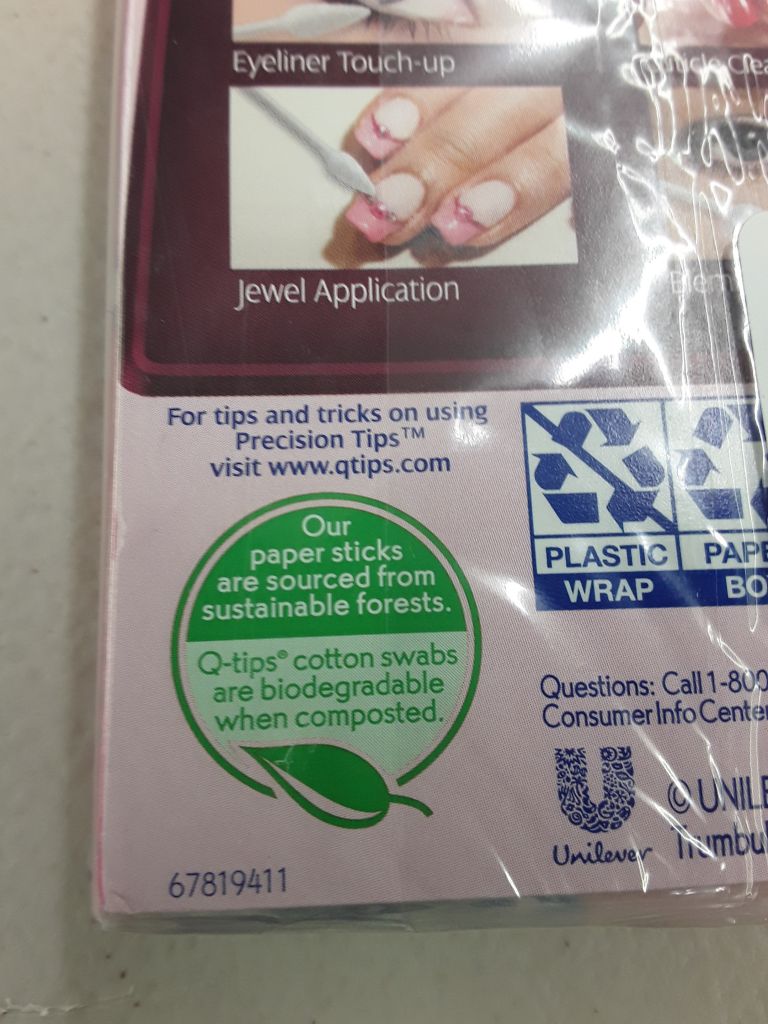 Eyeliner Touch-up
Jewel Application
For tips and tricks on using
Precision Tips™
visit www.qtips.com
Our
paper sticks
are sourced from
sustainable forests.
Q-tips® cotton swabs
are biodegradable
when composted.
PLASTIC
WRAP
Questions: Call 1-800
Consumer Info Center
Unilever
©
67819411